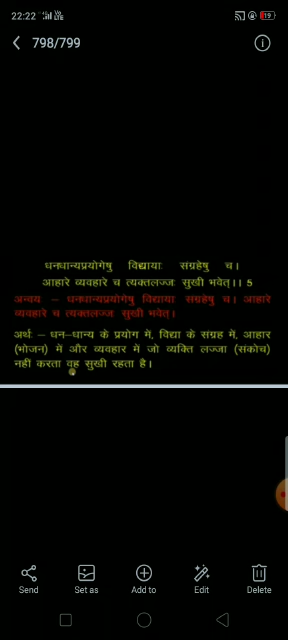 22:22
19
798/799
धनधान्यप्रयोगेषु विद्यायाः संग्रहेषु च।
आहारे व्यवहारे च त्यक्तलज्जः सुखी भवेत्।। 5
अन्वय – धनधान्यप्रयोगेषु विद्यायाः संग्रहेषु च। आहारे
व्यवहारे च त्यक्तलज्जः सुखी भवेत्।
अर्थ – धन-धान्य के प्रयोग में, विद्या के संग्रह में, आहार
(भोजन) में और व्यवहार में जो व्यक्ति लज्जा (संकोच)
नहीं करता वह सुखी रहता है।
Send Set as Add to Edit Delete